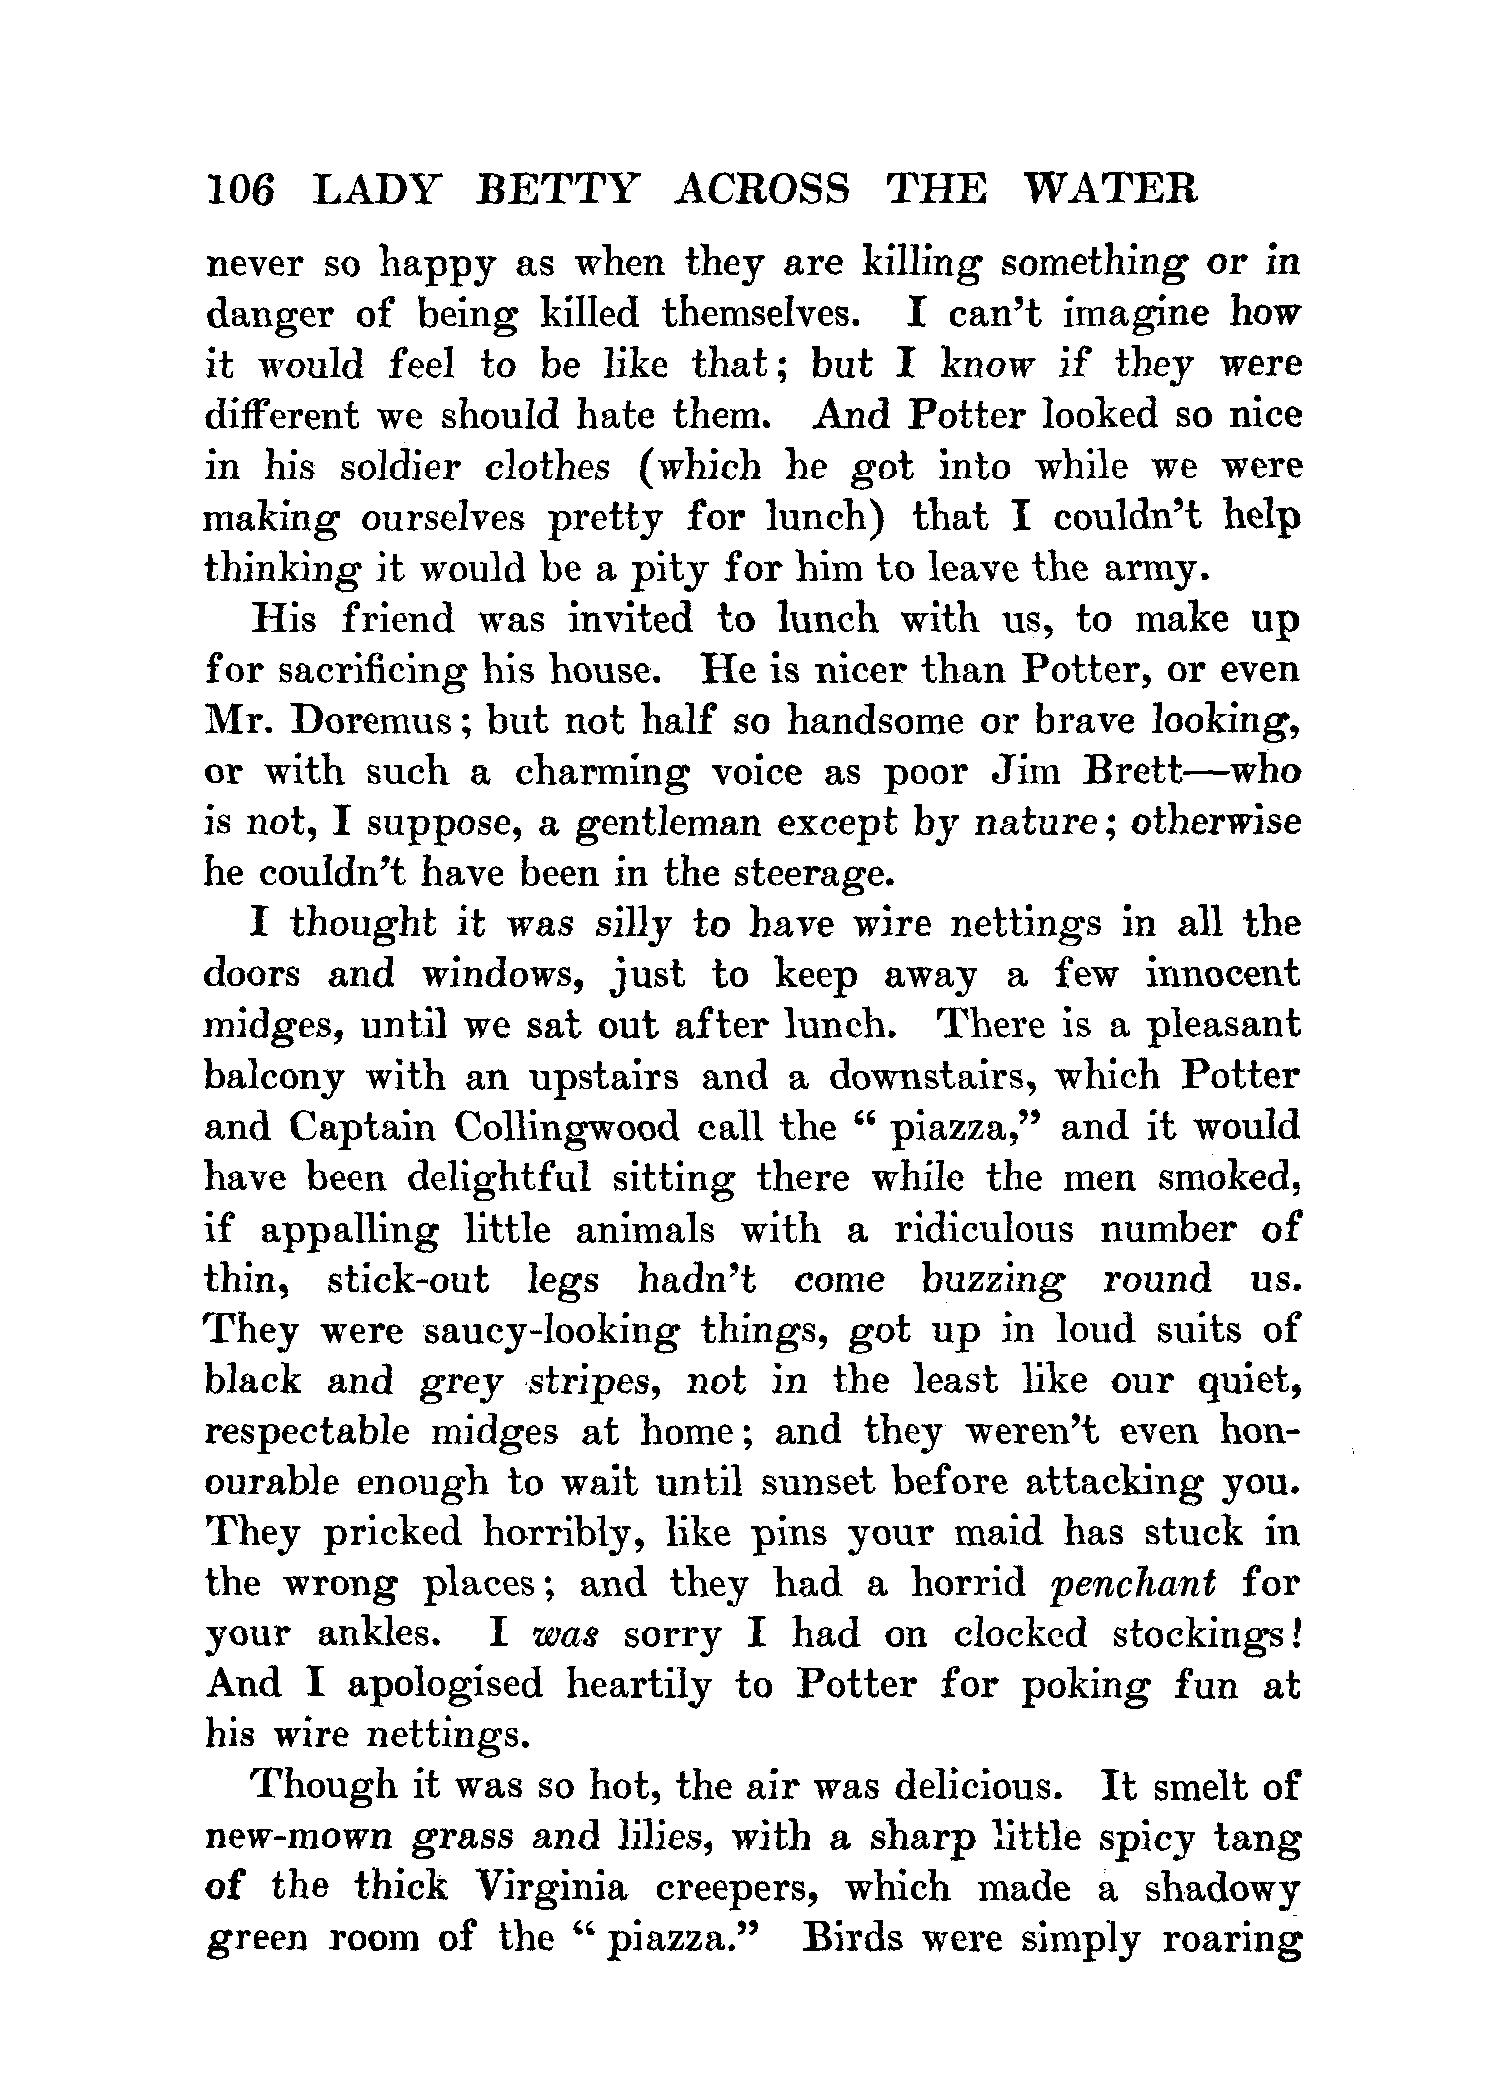 106 LADY BETTY ACROSS THE WATER
never so happy as when they are killing something or in
danger of being killed themselves. I can't imagine how
it would feel to be like that; but I know if they were
different we should hate them. And Potter looked so nice
in his soldier clothes (which he got into while we were
making ourselves pretty for lunch) that I couldn't help
thinking it would be a pity for him to leave the army.
His friend was invited to lunch with us, to make up
for sacrificing his house. He is nicer than Potter, or even
Mr. Doremus; but not half so handsome or brave looking,
or with such a charming voice as poor Jim Brett—who
is not, I suppose, a gentleman except by nature; otherwise
he couldn't have been in the steerage.
I thought it was silly to have wire nettings in all the
doors and windows, just to keep away a few innocent
midges, until we sat out after lunch. There is a pleasant
balcony with an upstairs and a downstairs, which Potter
and Captain Collingwood call the “ piazza,” and it would
have been delightful sitting there while the men smoked,
if appalling little animals with a ridiculous number of
thin, stick-out legs hadn't come buzzing round us.
They were saucy-looking things, got up in loud suits of
black and grey stripes, not in the least like our quiet,
respectable midges at home; and they weren't even hon-
ourable enough to wait until sunset before attacking you.
They pricked horribly, like pins your maid has stuck in
the wrong places; and they had a horrid penchant for
your ankles. I was sorry I had on clocked stockings!
And I apologised heartily to Potter for poking fun at
his wire nettings.
Though it was so hot, the air was delicious. It smelt of
new-mown grass and lilies, with a sharp little spicy tang
of the thick Virginia creepers, which made a shadowy
green room of the “ piazza.” Birds were simply roaring